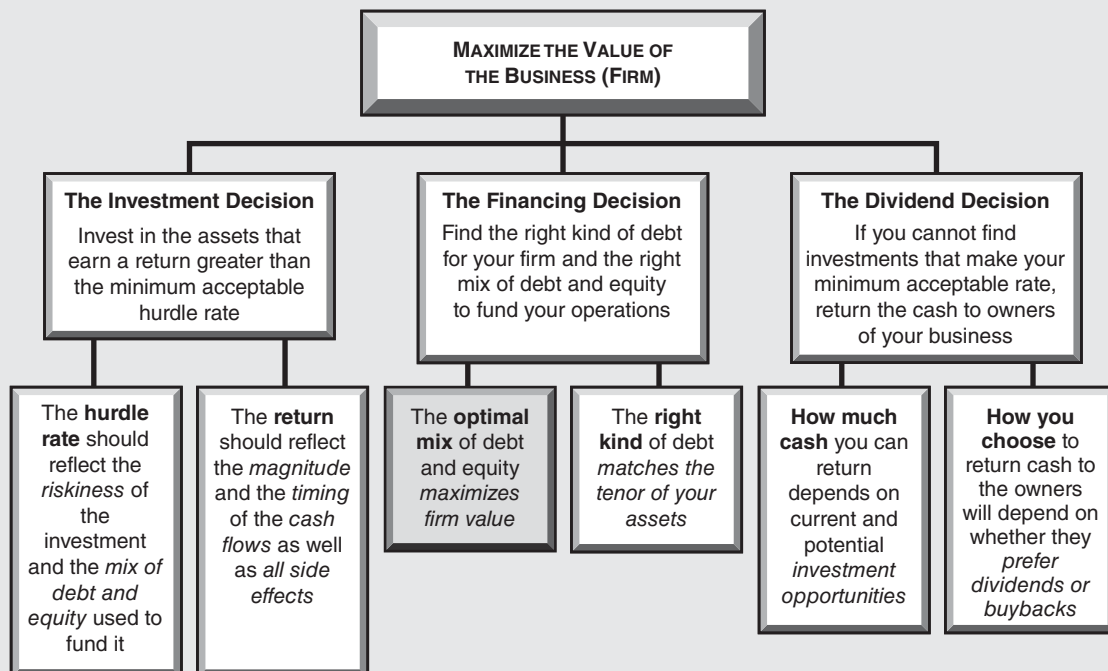 MAXIMIZE THE VALUE OF
THE BUSINESS (FIRM)
The Investment Decision
Invest in the assets that
earn a return greater than
the minimum acceptable
hurdle rate
The Financing Decision
Find the right kind of debt
for your firm and the right
mix of debt and equity
to fund your operations
The Dividend Decision
If you cannot find
investments that make your
minimum acceptable rate,
return the cash to owners
of your business
The hurdle
rate should
reflect the
riskiness of
the
investment
and the mix of
debt and
equity used to
fund it
The return
should reflect
the magnitude
and the timing
of the cash
flows as well
as all side
effects
The optimal
mix of debt
and equity
maximizes
firm value
The right
kind of debt
matches the
tenor of your
assets
How much
cash you can
return
depends on
current and
potential
investment
opportunities
How you
choose to
return cash to
the owners
will depend on
whether they
prefer
dividends or
buybacks